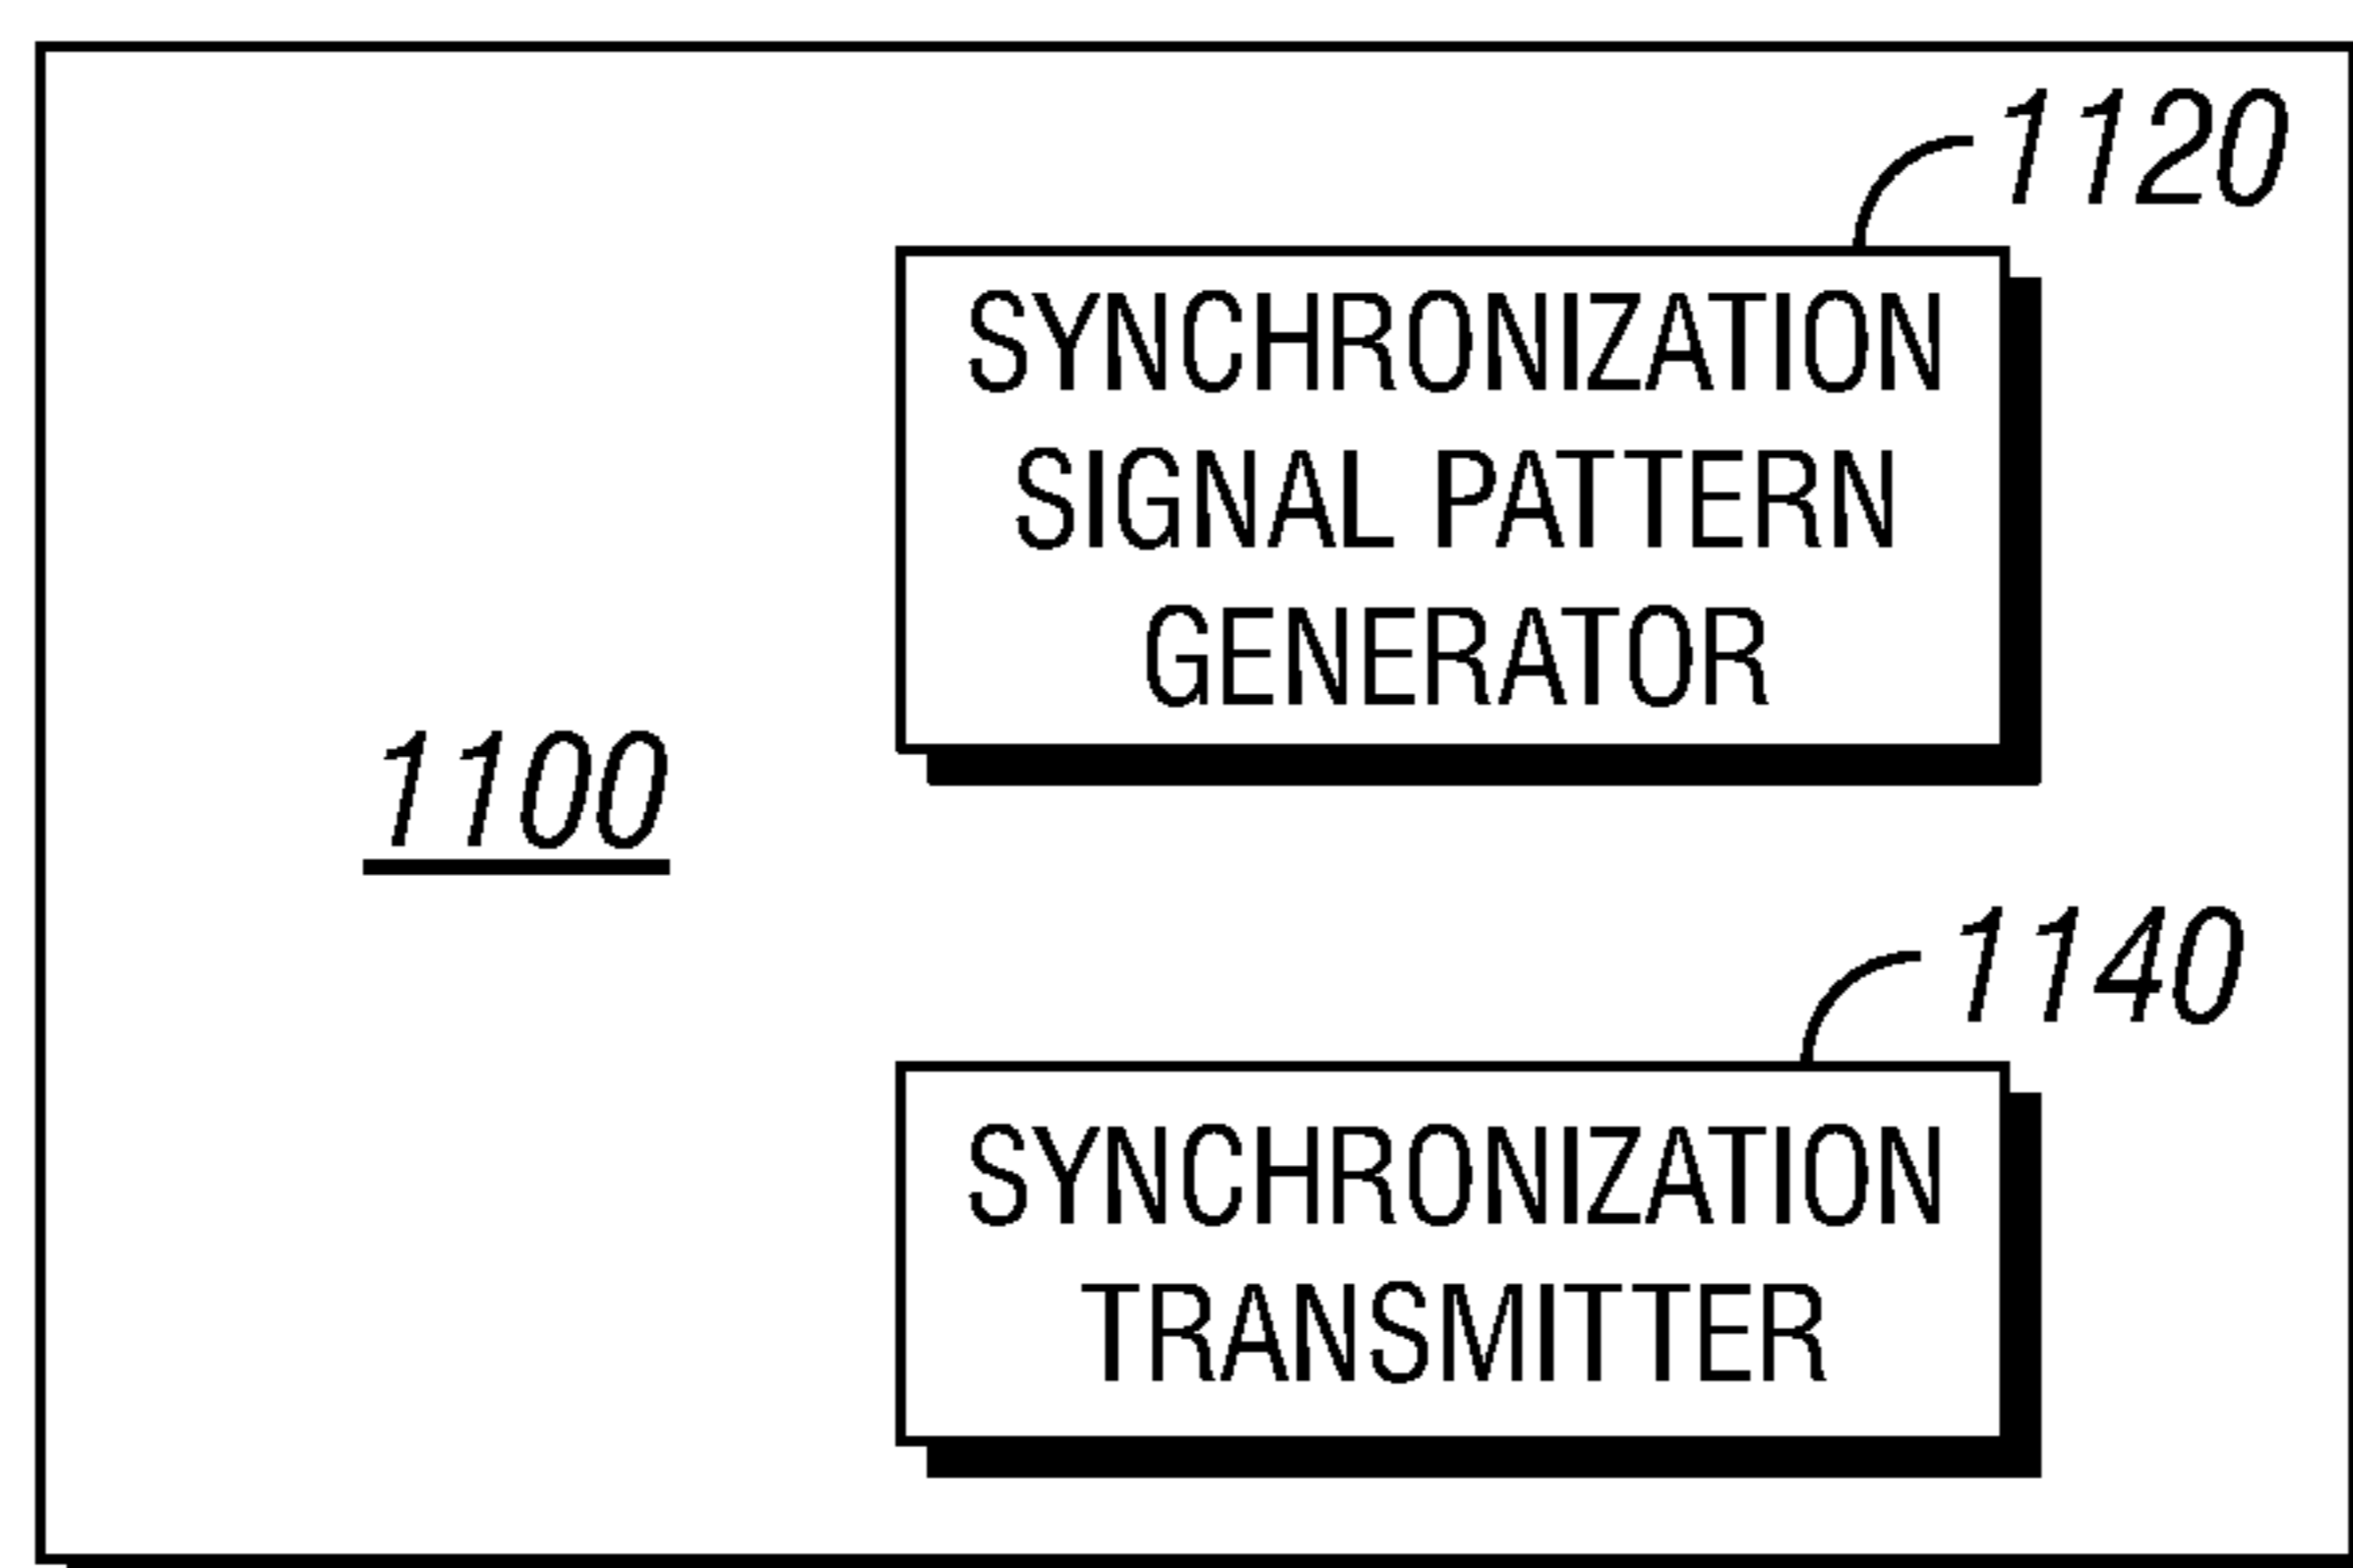 1120
SYNCHRONIZATION
SIGNAL PATTERN
GENERATOR
1100
1140
SYNCHRONIZATION
TRANSMITTER